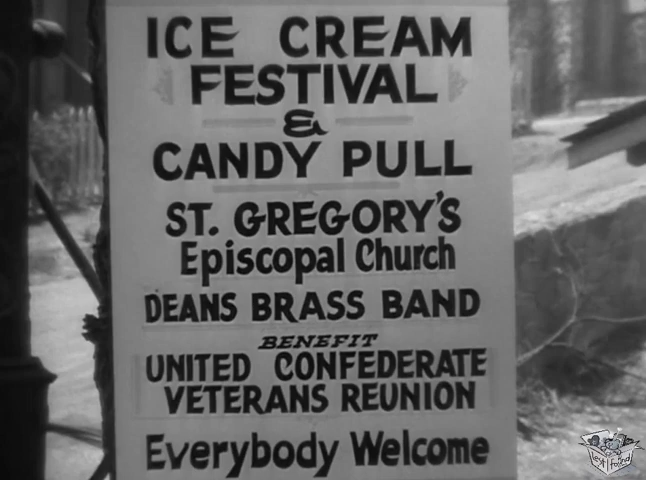 ICE CREAM
FESTIVAL
&
CANDY PULL
ST. GREGORY'S
Episcopal Church
DEANS BRASS BAND
BENEFIT
UNITED CONFEDERATE
VETERANS REUNION
Everybody Welcome